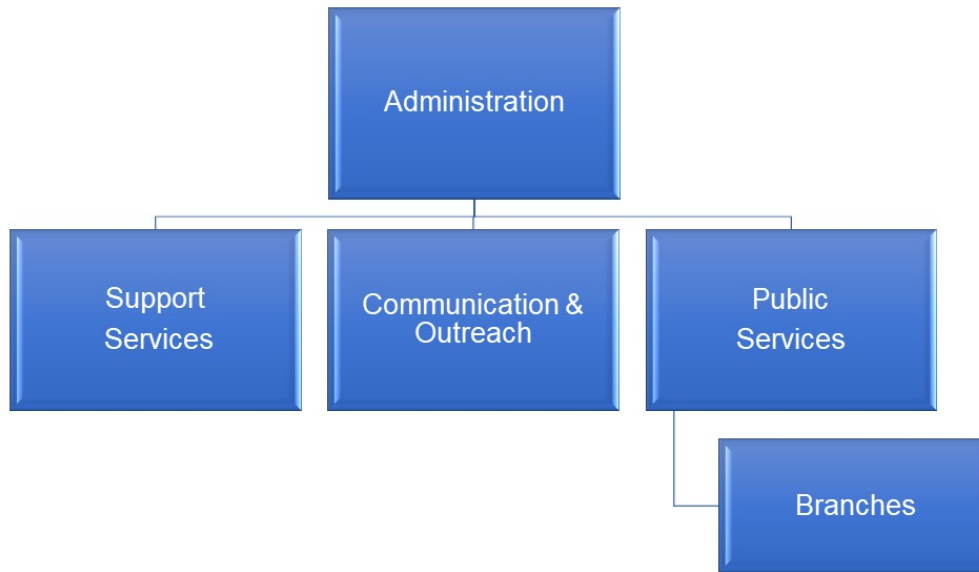 Administration
Support
Services
Communication &
Outreach
Public
Services
Branches